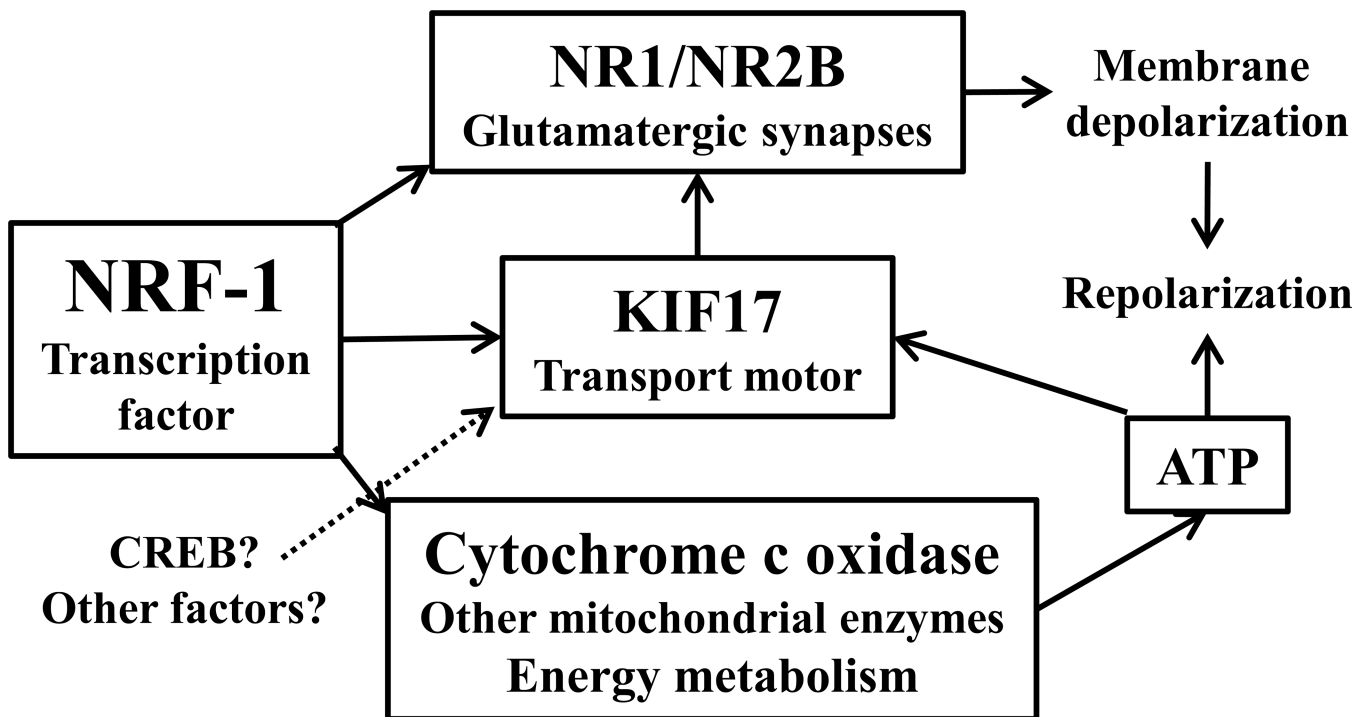 NR1/NR2B
Glutamatergic synapses
Membrane
depolarization
NRF-1
Transcription
factor
KIF17
Transport motor
Repolarization
ATP
CREB?
Other factors?
Cytochrome c oxidase
Other mitochondrial enzymes
Energy metabolism